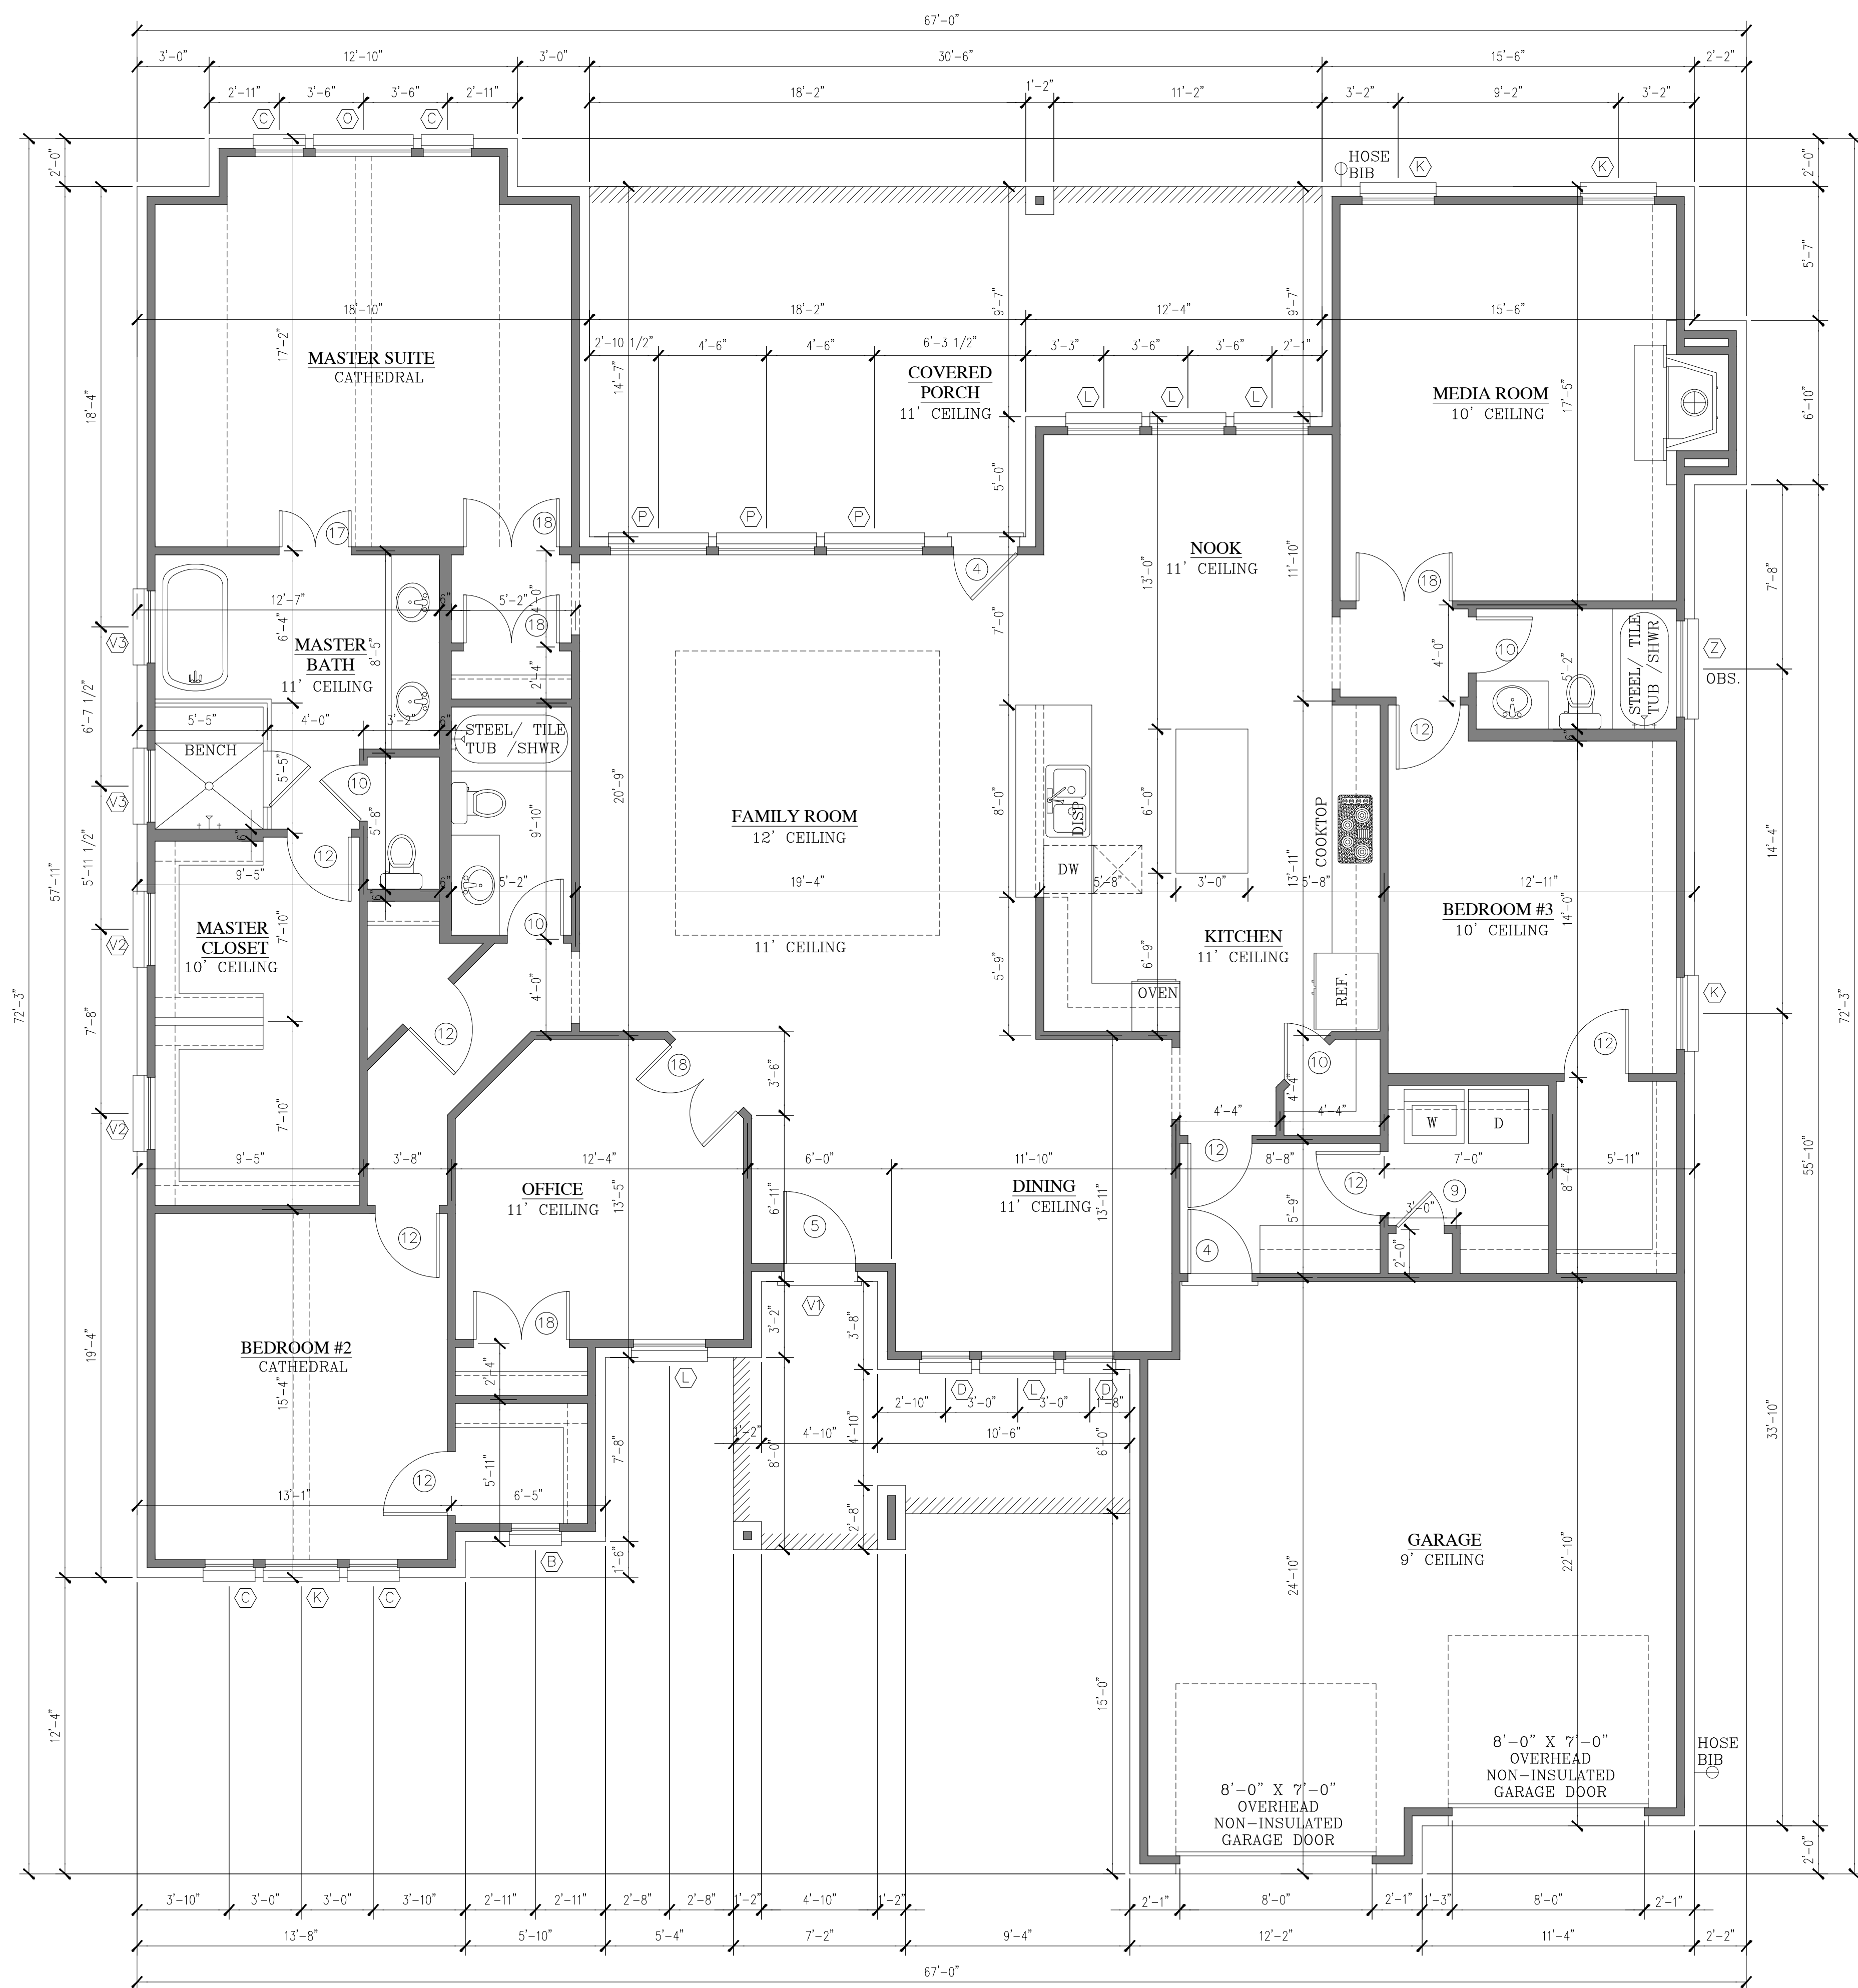 67'-0"
3'-0" 12'-10" 3'-0" 30'-6" 15'-6" 2'-2"
2'-11" 3'-6" 3'-6" 2'-11" 18'-2" 1'-2" 11'-2" 3'-2" 9'-2" 3'-2"
C O C
HOSE
BIB
K K
2'-0" 2'-0"
5'-7"
18'-10" 18'-2" 12'-4" 15'-6"
9'-7" 9'-7"
17'-2"
2'-10 1/2" 4'-6" 4'-6" 6'-3 1/2" 3'-3" 3'-6" 3'-6" 2'-1"
MASTER SUITE
CATHEDRAL
14'-7"
COVERED
PORCH
11' CEILING
L L L
MEDIA ROOM
10' CEILING
17'-5"
6'-10"
18'-4"
5'-0"
P P P
17 18 4
NOOK
11' CEILING
13'-0" 11'-10"
18
7'-8"
12'-7" 6" 5'-2" 4'-0"
18
6'-4"
V3
MASTER
BATH
11' CEILING
8'-5"
2'-4"
7'-0"
4'-0"
10
5'-2"
STEEL/ TILE
TUB /SHWR
Z
OBS.
6'-7 1/2"
5'-5" 4'-0" 3'-2" 6"
STEEL/ TILE
TUB /SHWR
BENCH
5'-5"
10
12
6"
V3
20'-9"
8'-0"
DISP.
6'-0"
COOKTOP
14'-4"
FAMILY ROOM
12' CEILING
5'-8"
9'-10"
6"
12
5'-11 1/2"
DW
13'-11"
9'-5" 6" 6" 5'-2" 19'-4" 5'-8" 3'-0" 5'-8" 12'-11"
14'-0"
57'-11"
MASTER
CLOSET
10' CEILING
7'-10"
V2
10
11' CEILING
5'-9"
6'-9"
KITCHEN
11' CEILING
BEDROOM #3
10' CEILING
4'-0"
OVEN
REF.
K
72'-3" 72'-3"
7'-8"
12
18
3'-6"
10
4'-4"
12
7'-10"
V2
4'-4" 4'-4"
W D
12
9'-5" 3'-8" 12'-4" 6'-0" 11'-10" 8'-8" 7'-0" 5'-11"
55'-10"
OFFICE
11' CEILING
13'-5"
6'-11"
DINING
11' CEILING
13'-11"
12 9
3'-0"
8'-4"
12
5
5'-9"
4
2'-0"
V1
18
3'-2" 3'-8"
BEDROOM #2
CATHEDRAL
19'-4"
2'-4"
L
D L D
15'-4"
2'-10" 3'-0" 3'-0" 1'-8"
33'-10"
1'-2" 4'-10" 10'-6"
4'-10"
8'-0"
6'-0"
7'-8"
5'-11"
12
13'-1" 6'-5"
2'-8"
B
1'-6"
GARAGE
9' CEILING
24'-10" 22'-10"
C K C
12'-4"
15'-0"
8'-0" X 7'-0"
OVERHEAD
NON-INSULATED
GARAGE DOOR
HOSE
BIB
8'-0" X 7'-0"
OVERHEAD
NON-INSULATED
GARAGE DOOR
2'-0"
3'-10" 3'-0" 3'-0" 3'-10" 2'-11" 2'-11" 2'-8" 2'-8" 1'-2" 4'-10" 1'-2" 2'-1" 8'-0" 2'-1" 1'-3" 8'-0" 2'-1"
13'-8" 5'-10" 5'-4" 7'-2" 9'-4" 12'-2" 11'-4" 2'-2"
67'-0"